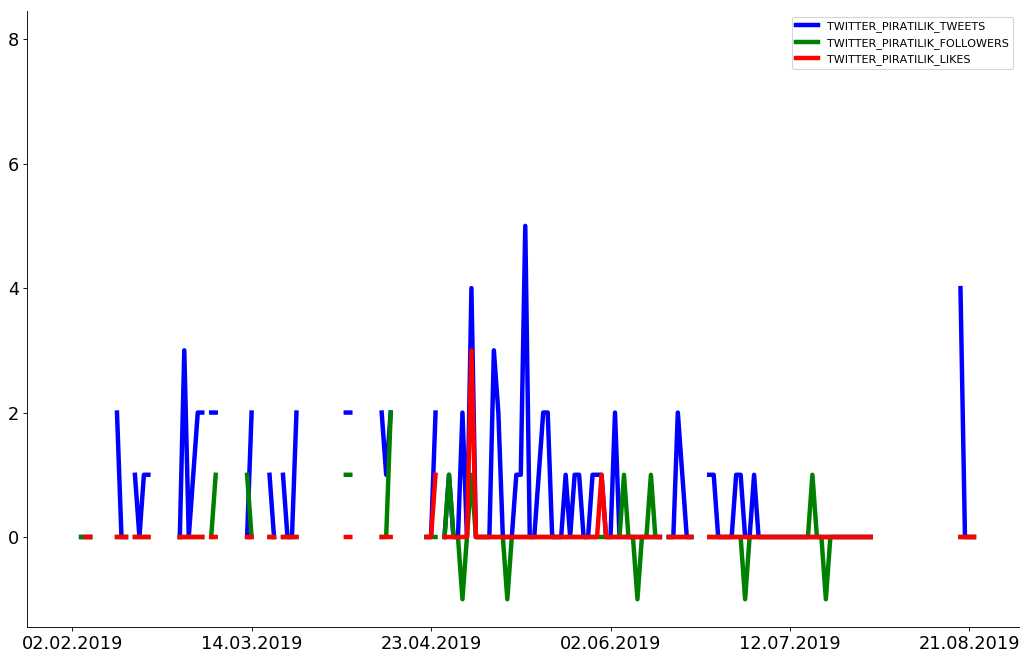 TWITTER_PIRATILIK_TWEETS
TWITTER_PIRATILIK_FOLLOWERS
TWITTER_PIRATILIK_LIKES
8
6
4
2
0
02.02.2019 14.03.2019 23.04.2019 02.06.2019 12.07.2019 21.08.2019